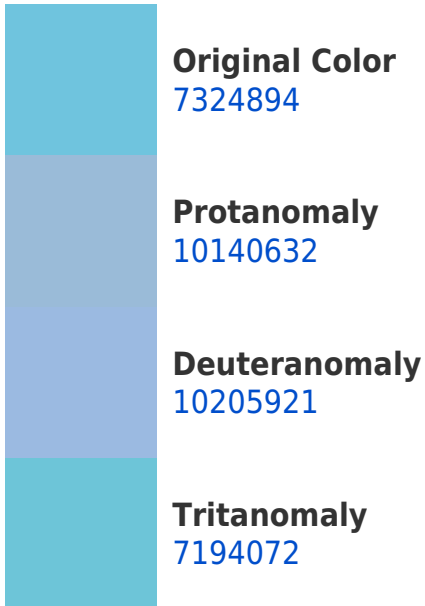 Original Color
7324894
Protanomaly
10140632
Deuteranomaly
10205921
Tritanomaly
7194072